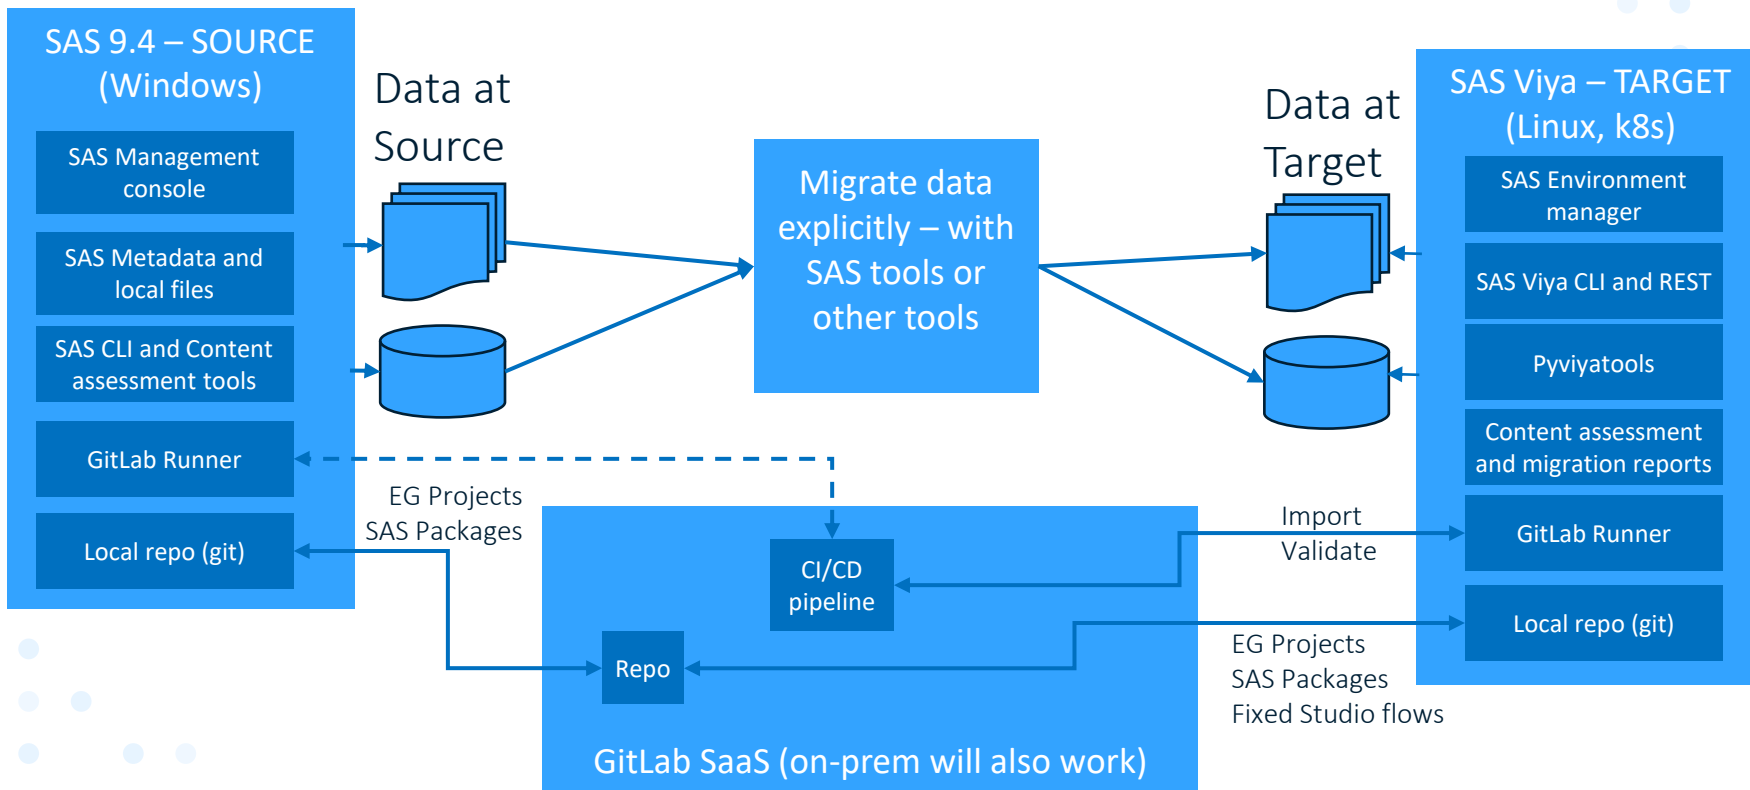 SAS 9.4 – SOURCE
(Windows)
SAS Management
console
SAS Metadata and
local files
SAS CLI and Content
assessment tools
GitLab Runner
Local repo (git)
Data at
Source
EG Projects
SAS Packages
Migrate data
explicitly – with
SAS tools or
other tools
CI/CD
pipeline
Repo
GitLab SaaS (on-prem will also work)
Data at
Target
Import
Validate
EG Projects
SAS Packages
Fixed Studio flows
SAS Viya – TARGET
(Linux, k8s)
SAS Environment
manager
SAS Viya CLI and REST
Pyviyatools
Content assessment
and migration reports
GitLab Runner
Local repo (git)